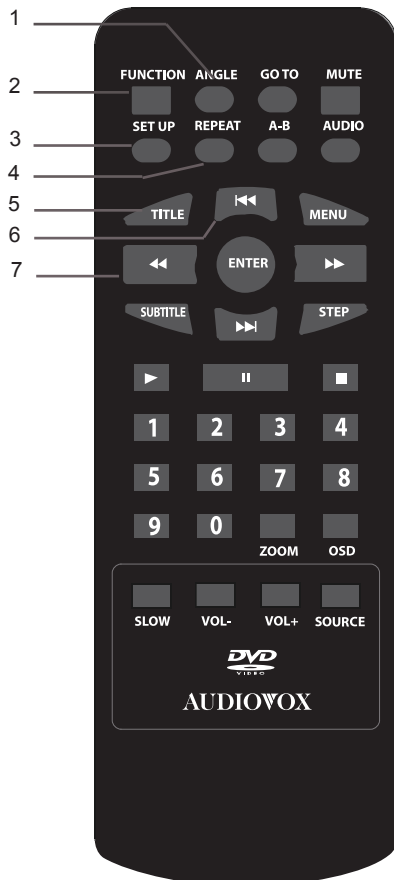 1
FUNCTION ANGLE GO TO MUTE
2
SET UP REPEAT A-B AUDIO
3
4
5
TITLE MENU
6
7
ENTER
SUBTITLE STEP
1 2 3 4
5 6 7 8
9 0
ZOOM OSD
SLOW VOL- VOL+ SOURCE
DVD
VIDEO
AUDIOVOX